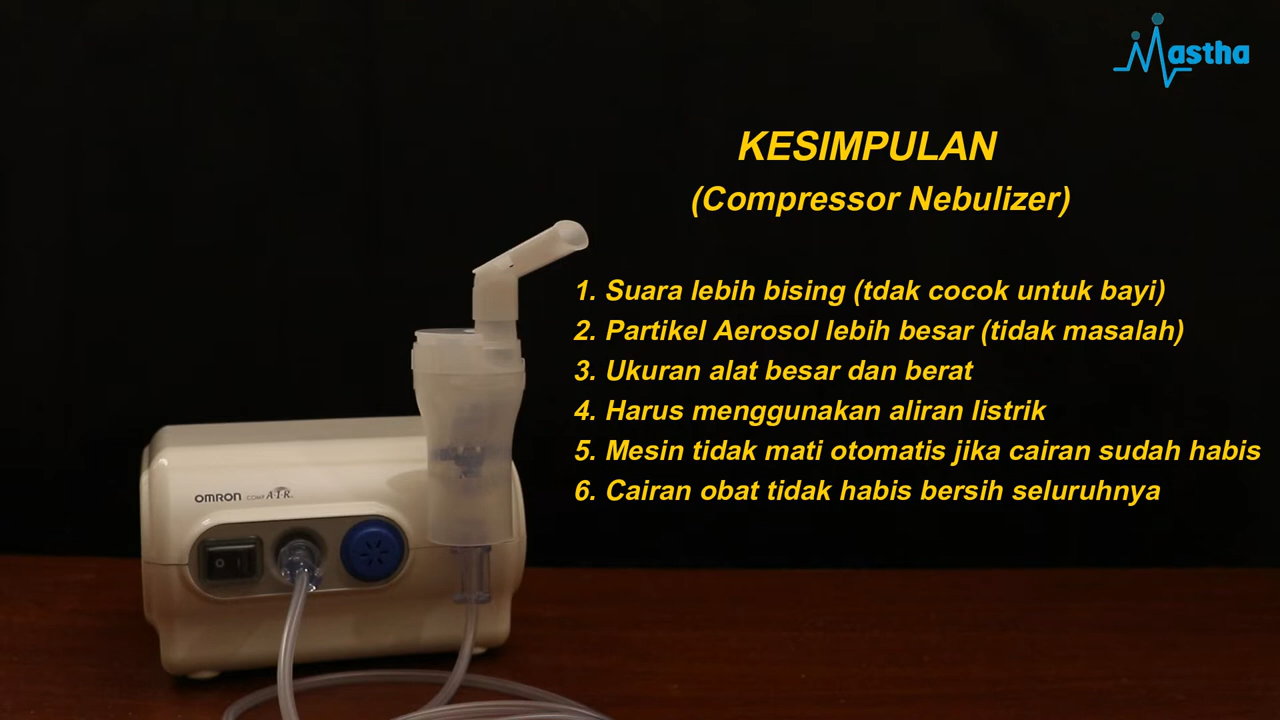 Mastha
KESIMPULAN
(Compressor Nebulizer)
1. Suara lebih bising (tdak cocok untuk bayi)
2. Partikel Aerosol lebih besar (tidak masalah)
3. Ukuran alat besar dan berat
4. Harus menggunakan aliran listrik
5. Mesin tidak mati otomatis jika cairan sudah habis
6. Cairan obat tidak habis bersih seluruhnya
OMRON COMP A·I·R